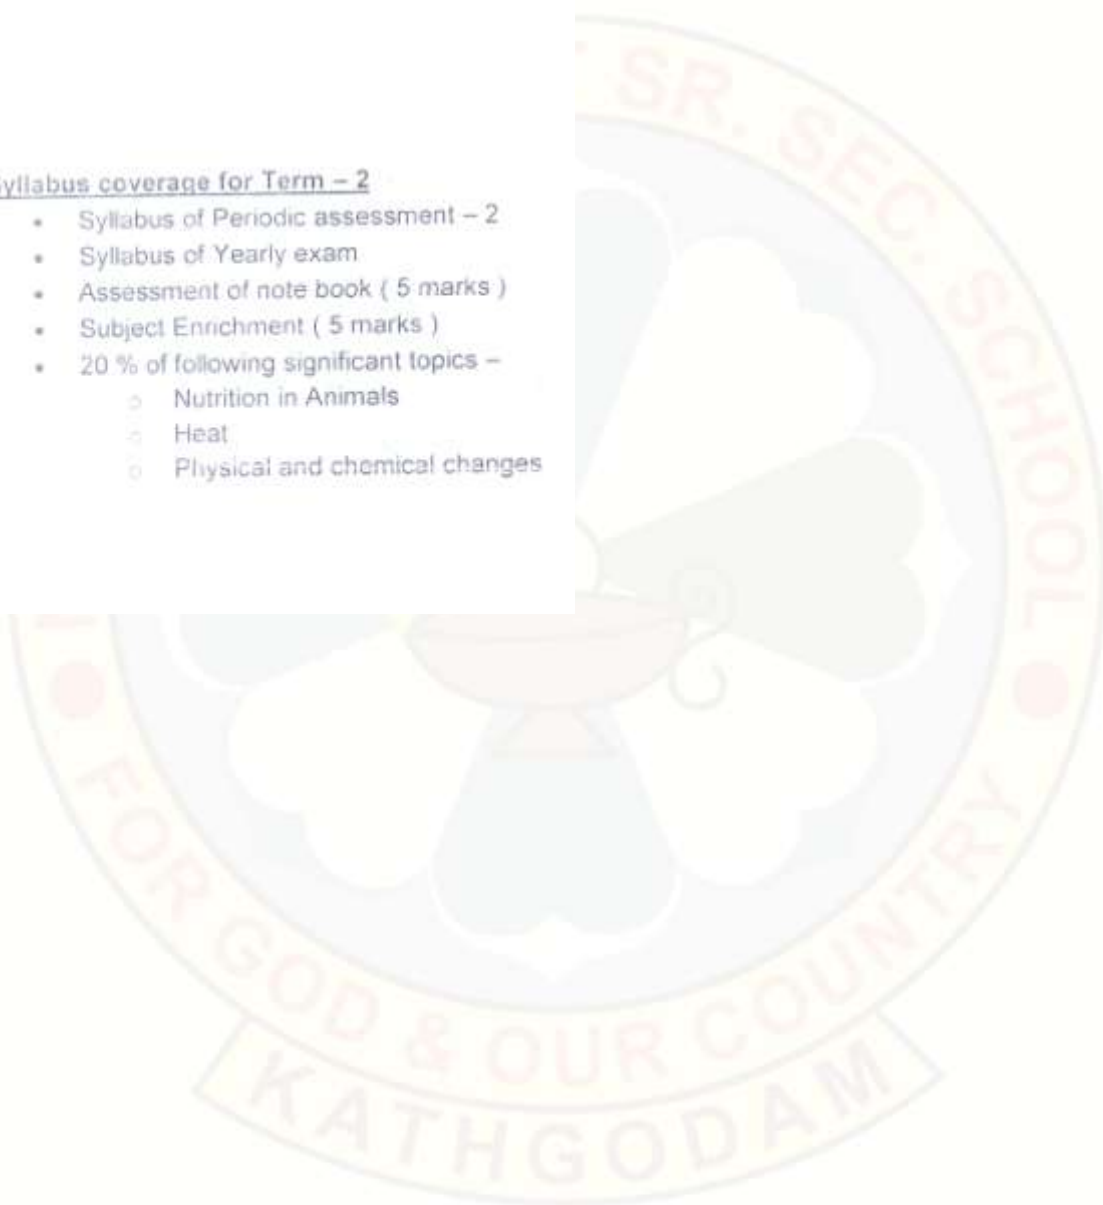 SR. SEC. SCHOOL
yllabus coverage for Term – 2
• Syllabus of Periodic assessment – 2
• Syllabus of Yearly exam
• Assessment of note book ( 5 marks )
• Subject Enrichment ( 5 marks )
• 20 % of following significant topics –
○ Nutrition in Animals
○ Heat
○ Physical and chemical changes
FOR GOD & OUR COUNTRY
KATHGODAM